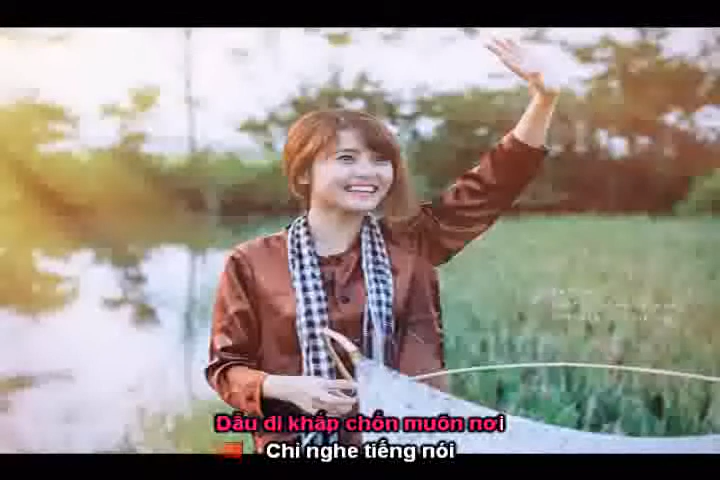 Dẫu đi khắp chốn muôn nơi
Chỉ nghe tiếng nói